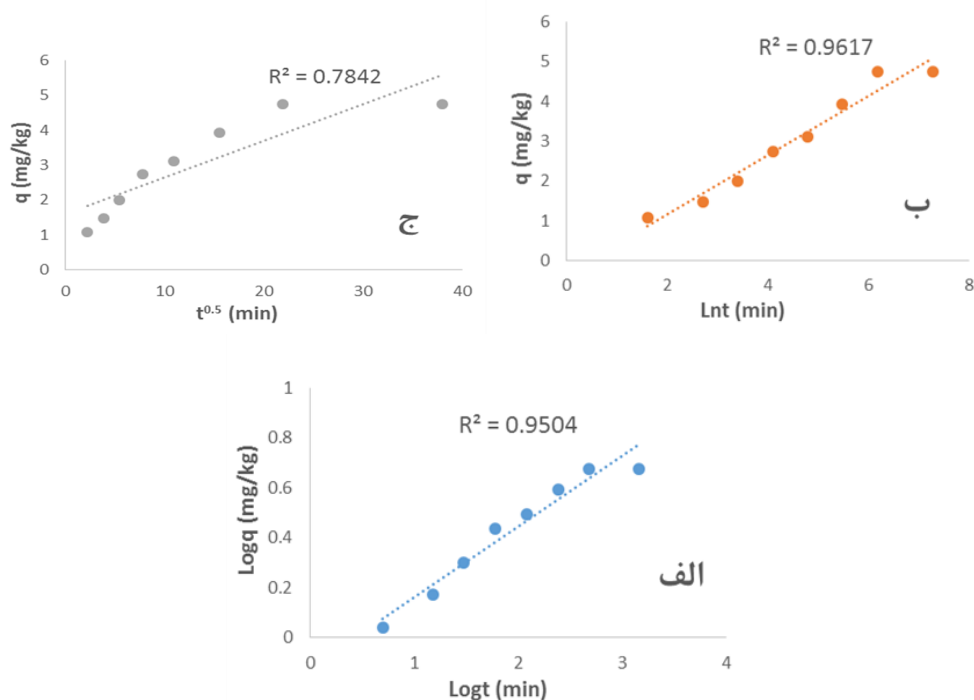 R² = 0.7842
q (mg/kg)
6
5
4
3
2
1
0
0 10 20 30 40
t⁰·⁵ (min)
ج
R² = 0.9617
q (mg/kg)
6
5
4
3
2
1
0
0 2 4 6 8
Lnt (min)
ب
R² = 0.9504
Logq (mg/kg)
1
0.8
0.6
0.4
0.2
0
0 1 2 3 4
Logt (min)
الف